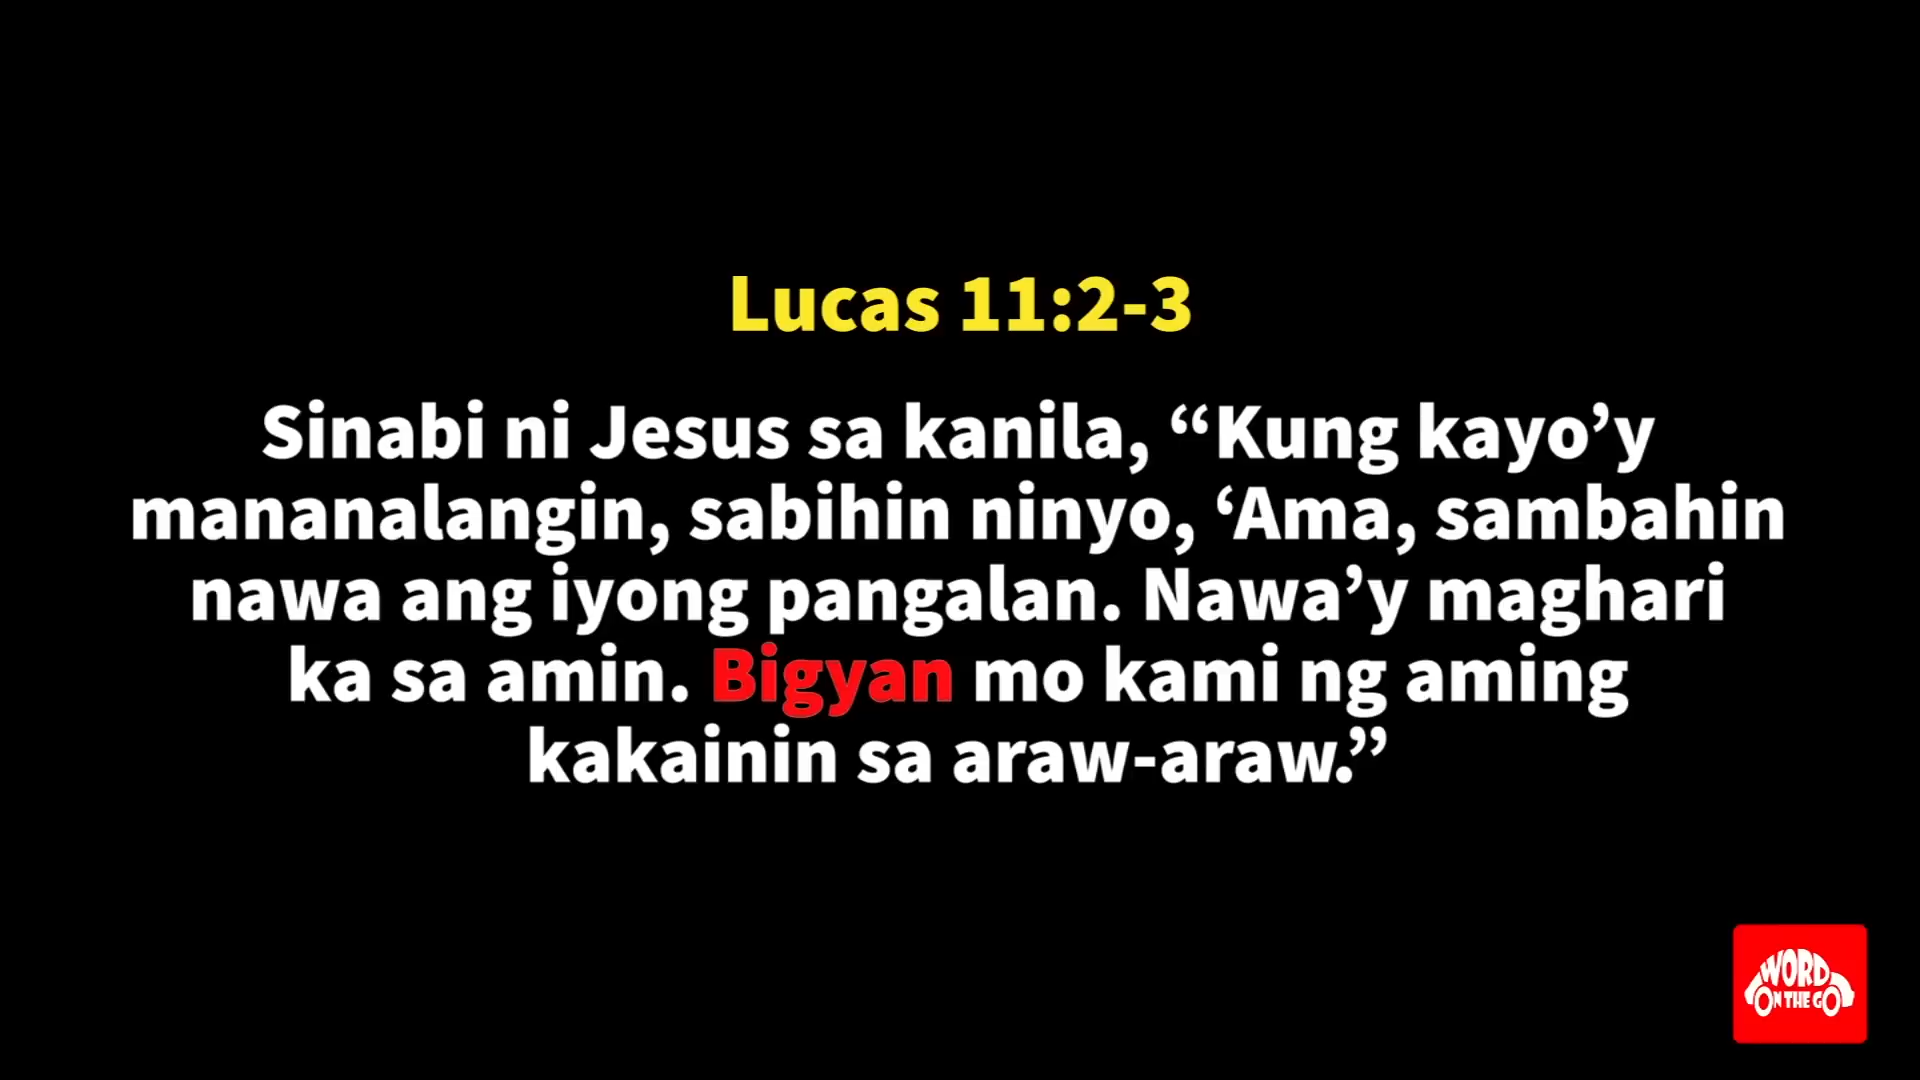 Lucas 11:2-3
Sinabi ni Jesus sa kanila, “Kung kayo’y
mananalangin, sabihin ninyo, ‘Ama, sambahin
nawa ang iyong pangalan. Nawa’y maghari
ka sa amin. Bigyan mo kami ng aming
kakainin sa araw-araw.”
WORD
ON THE GO